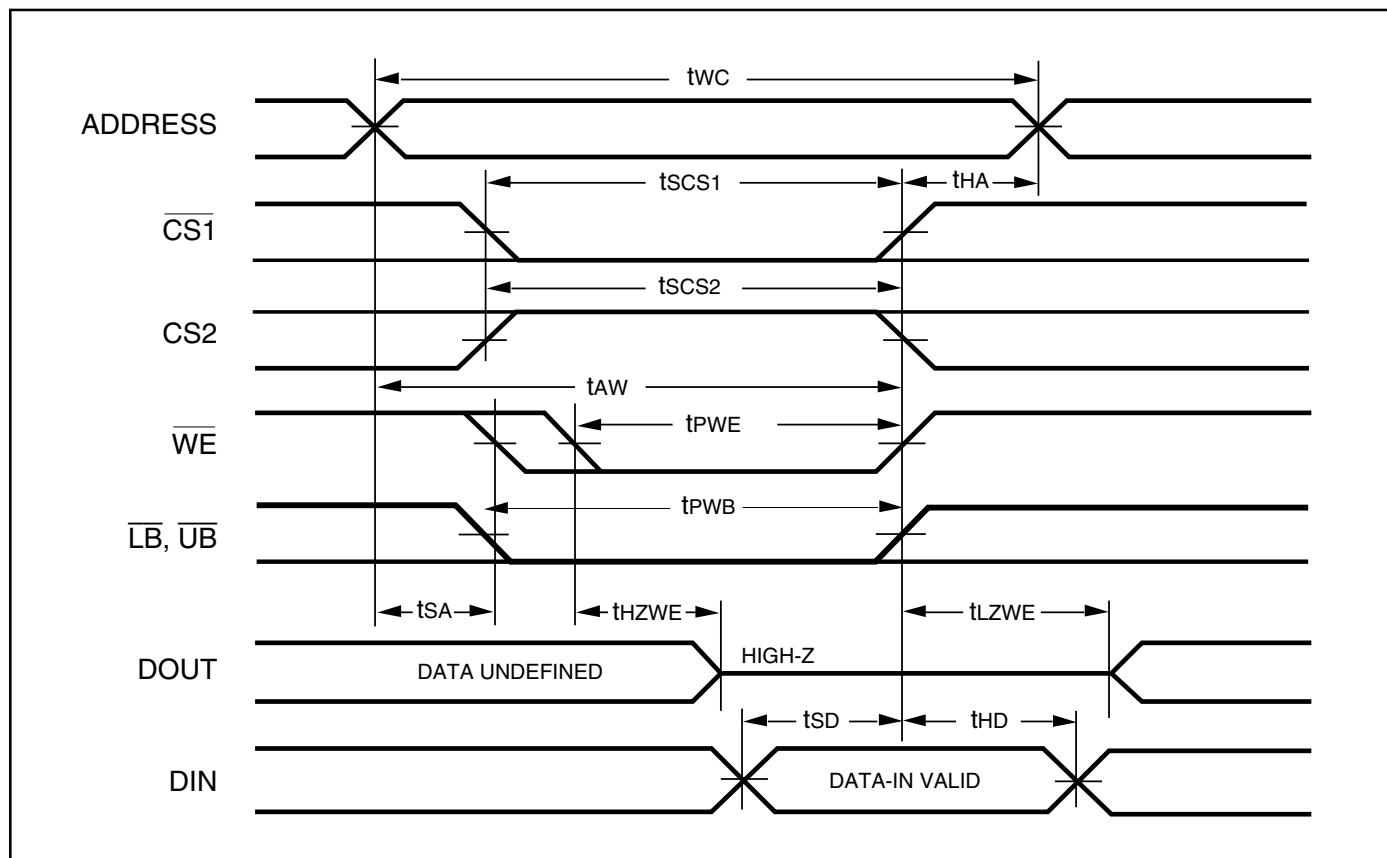 tWC
ADDRESS
tSCS1
tHA
CS1
tSCS2
CS2
tAW
WE
tPWE
tPWB
LB, UB
tSA
tHZWE
tLZWE
DOUT
DATA UNDEFINED
HIGH-Z
tSD
tHD
DIN
DATA-IN VALID